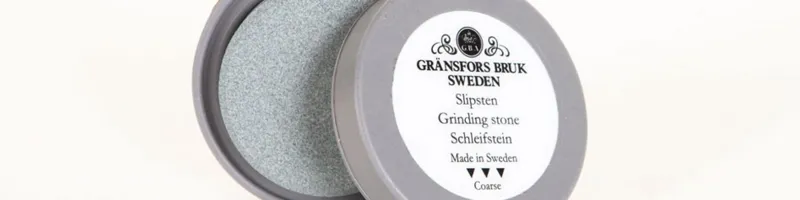 G.B.A
GRÄNSFORS BRUK
SWEDEN
Slipsten
Grinding stone
Schleifstein
Made in Sweden
Coarse